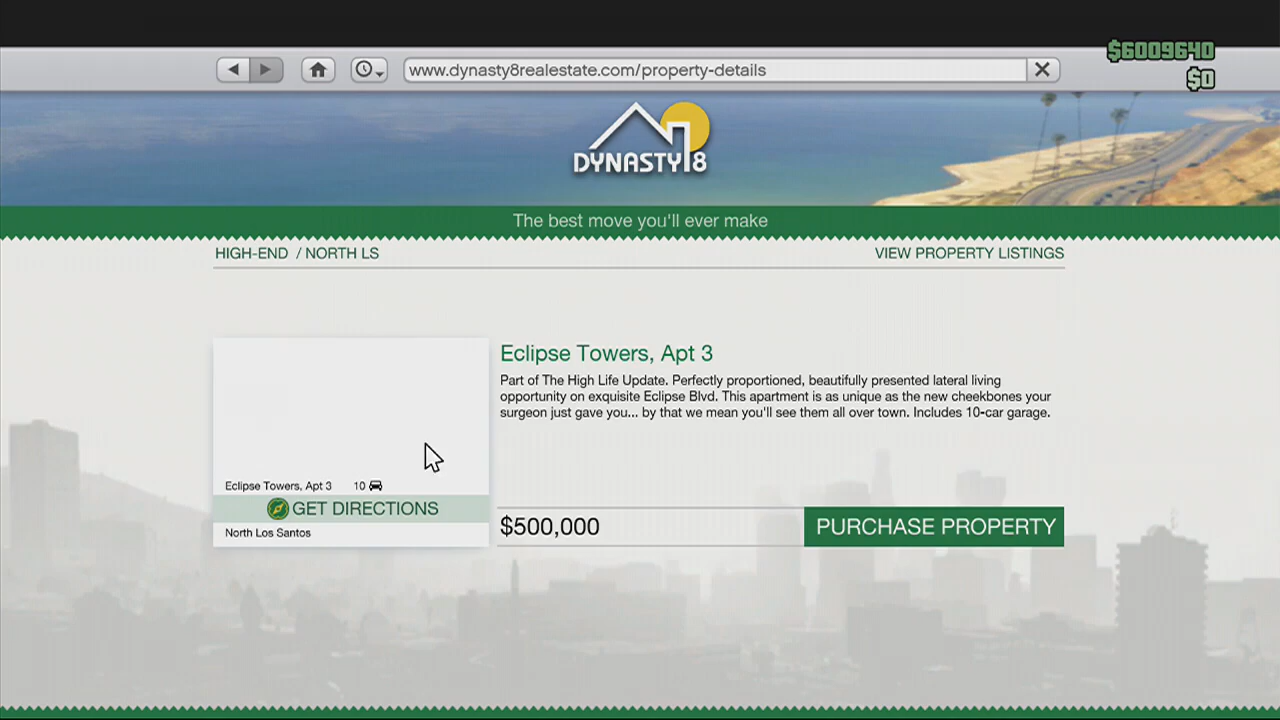 $6009640
www.dynasty8realestate.com/property-details
$0
DYNASTY 8
The best move you'll ever make
HIGH-END / NORTH LS
VIEW PROPERTY LISTINGS
Eclipse Towers, Apt 3
Part of The High Life Update. Perfectly proportioned, beautifully presented lateral living
opportunity on exquisite Eclipse Blvd. This apartment is as unique as the new cheekbones your
surgeon just gave you... by that we mean you'll see them all over town. Includes 10-car garage.
Eclipse Towers, Apt 3 10
GET DIRECTIONS
North Los Santos
$500,000
PURCHASE PROPERTY